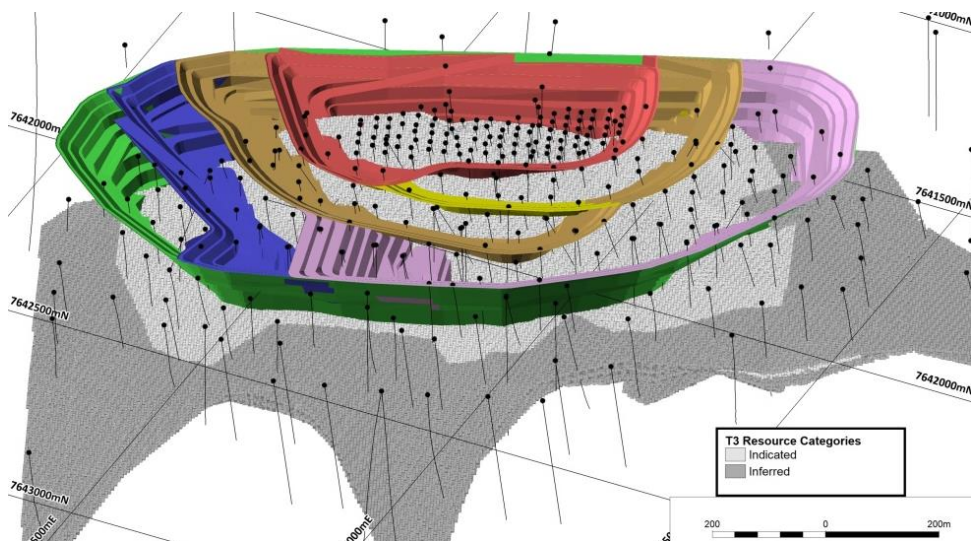 7642000mN
7641500mN
7642500mN
7642000mN
T3 Resource Categories
Indicated
Inferred
7643000mN
200 0 200m